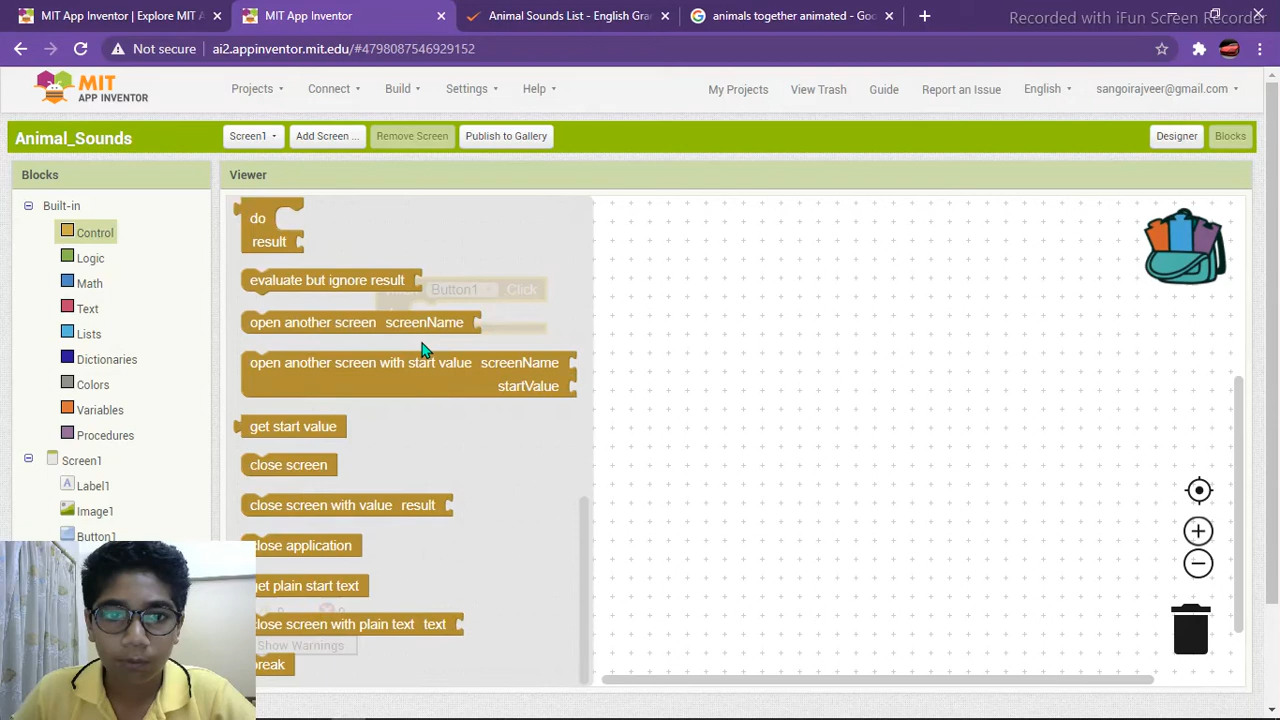 MIT App Inventor | Explore MIT A
MIT App Inventor
Animal Sounds List - English Gra
animals together animated - Goo
Recorded with iFun Screen Recorder
Not secure
ai2.appinventor.mit.edu/#4798087546929152
MIT
APP INVENTOR
Projects
Connect
Build
Settings
Help
My Projects
View Trash
Guide
Report an Issue
English
sangoirajveer@gmail.com
Animal_Sounds
Screen1
Add Screen ...
Remove Screen
Publish to Gallery
Designer
Blocks
Blocks
Viewer
Built-in
Control
Logic
Math
Text
Lists
Dictionaries
Colors
Variables
Procedures
Screen1
Label1
Image1
Button1
do
result
evaluate but ignore result
Button1 Click
open another screen screenName
open another screen with start value screenName
startValue
get start value
close screen
close screen with value result
close application
get plain start text
0 0
close screen with plain text text
Show Warnings
break